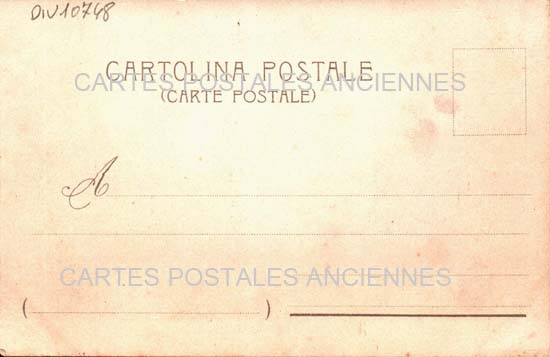 DIV10748
CARTOLINA POSTALE
CARTES POSTALES ANCIENNES
(CARTE POSTALE)
A
CARTES POSTALES ANCIENNES
( )